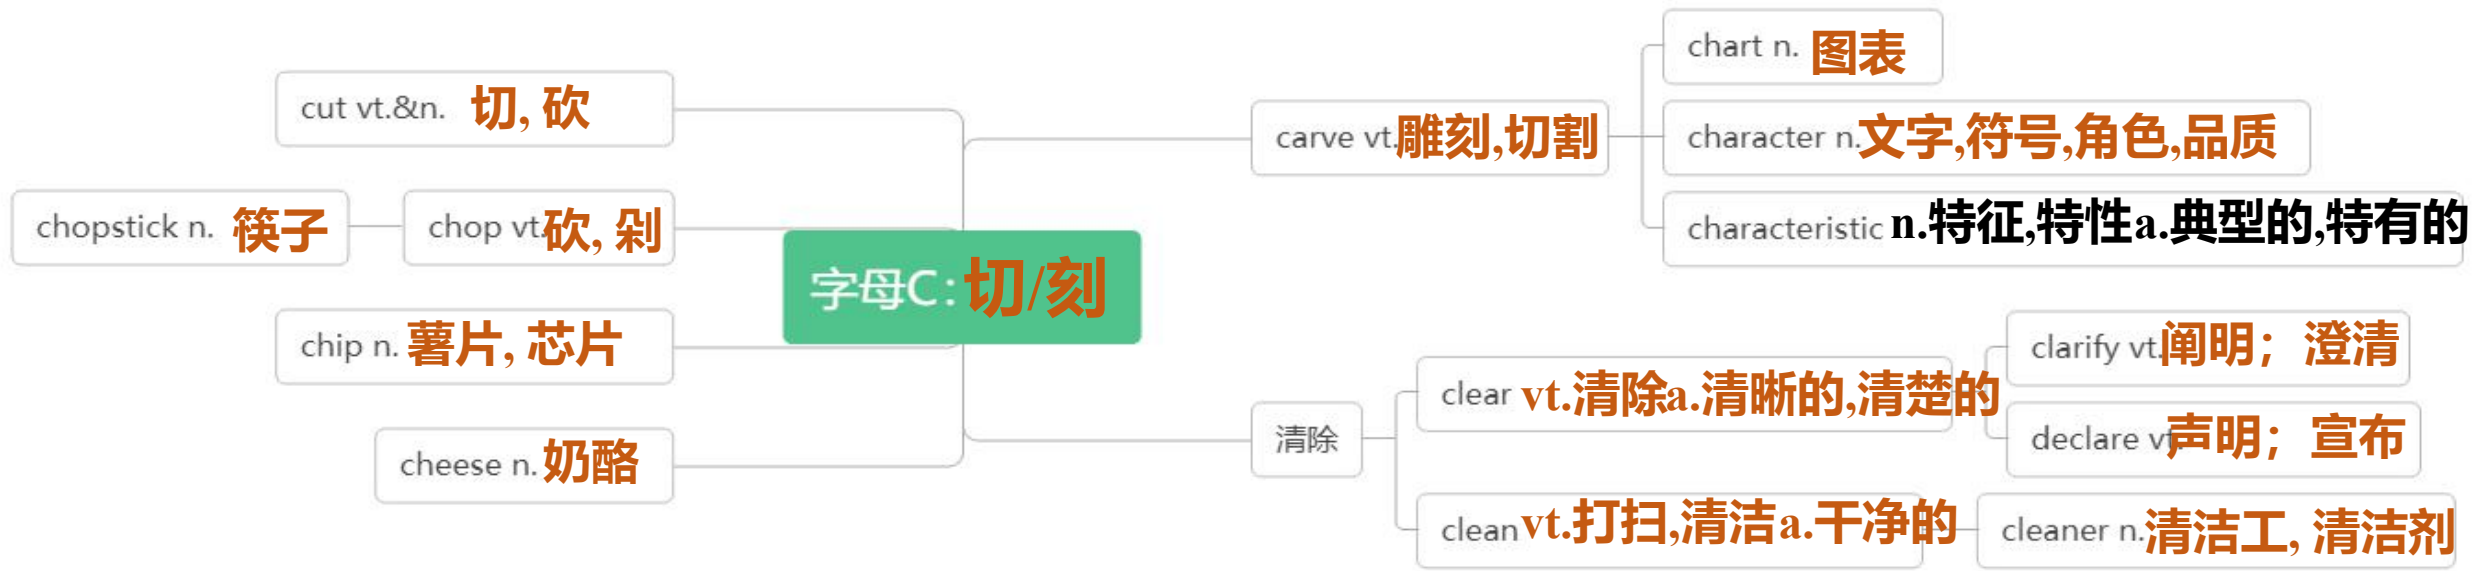 cut vt.&n. 切, 砍
chopstick n. 筷子
chop vt. 砍, 剁
chip n. 薯片, 芯片
cheese n. 奶酪
字母C：切/刻
carve vt. 雕刻,切割
chart n. 图表
character n. 文字,符号,角色,品质
characteristic n.特征,特性a.典型的,特有的
清除
clear vt.清除a.清晰的,清楚的
clarify vt. 阐明；澄清
declare vt. 声明；宣布
clean vt.打扫,清洁a.干净的
cleaner n. 清洁工, 清洁剂